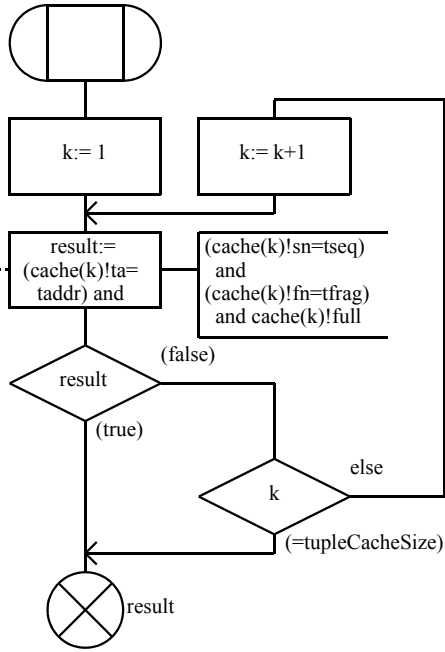 k:= 1
k:= k+1
result:=
(cache(k)!ta=
taddr) and
(cache(k)!sn=tseq)
and
(cache(k)!fn=tfrag)
and cache(k)!full
(false)
result
(true)
else
k
(=tupleCacheSize)
result